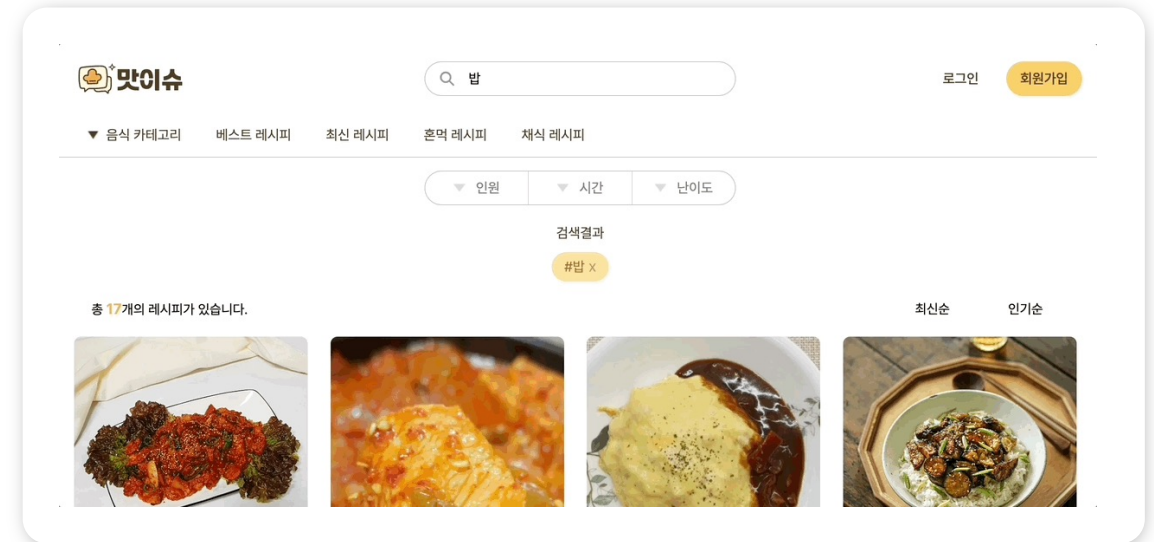 맛이슈
밥
로그인
회원가입
▼ 음식 카테고리
베스트 레시피
최신 레시피
혼먹 레시피
채식 레시피
▼ 인원
▼ 시간
▼ 난이도
검색결과
#밥 x
총 17개의 레시피가 있습니다.
최신순
인기순